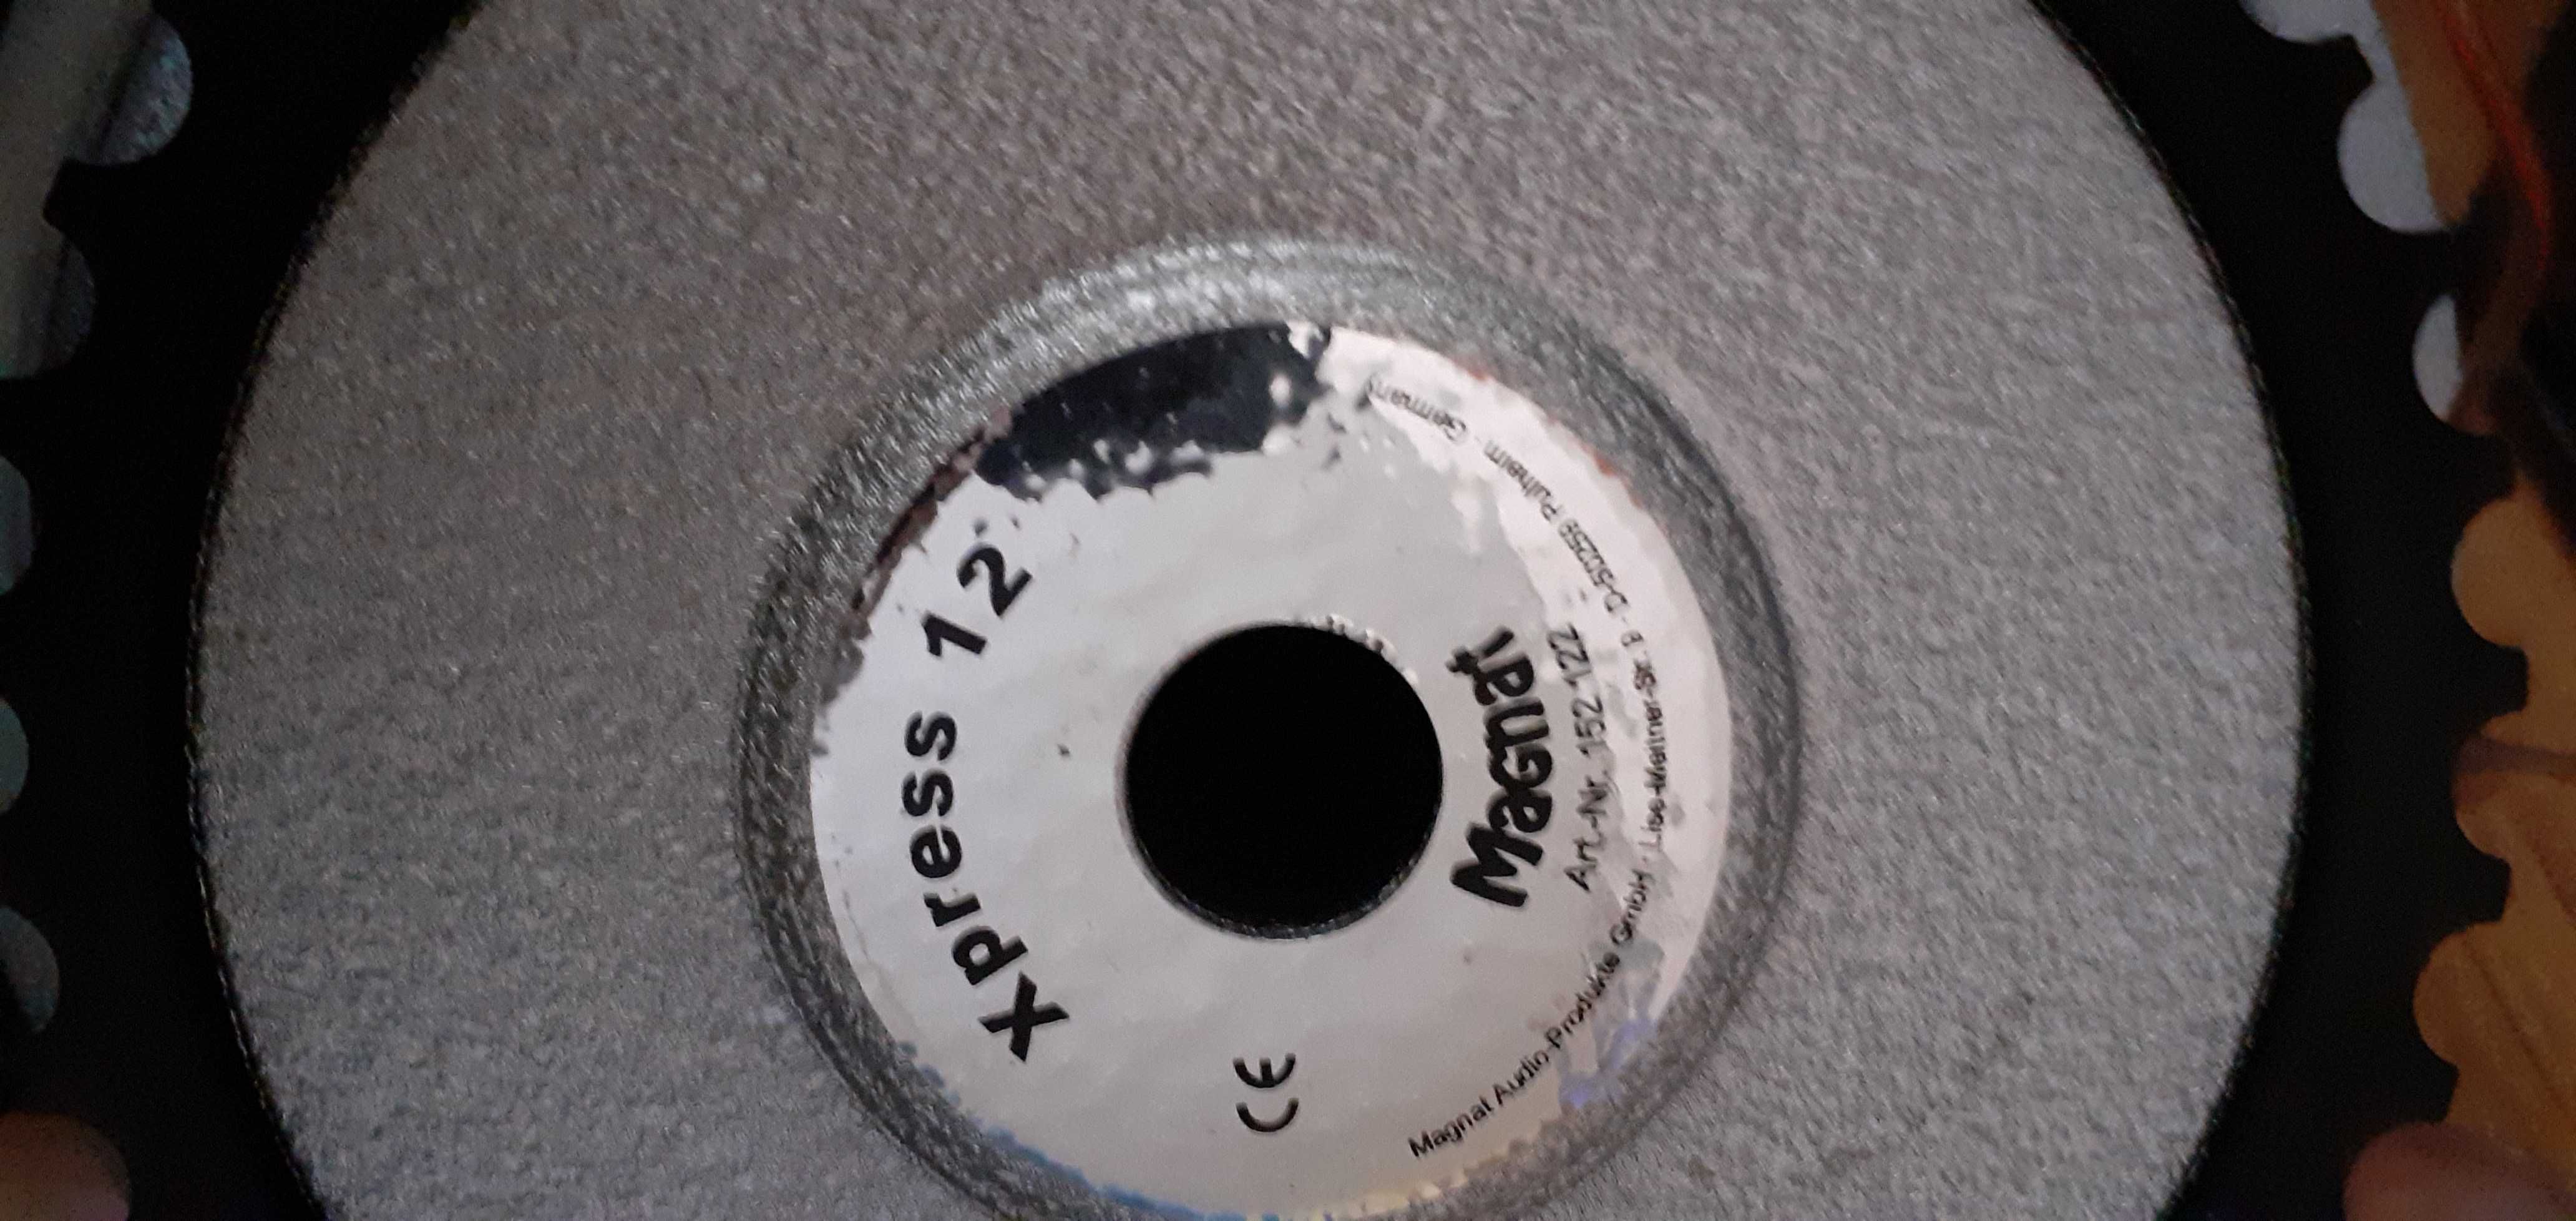 xpress 12
CE
Magnat
Art.-Nr. 152 122
Magnat Audio-Produkte GmbH · Lise-Meitner-Str. 9 · D-50259 Pulheim - Germany